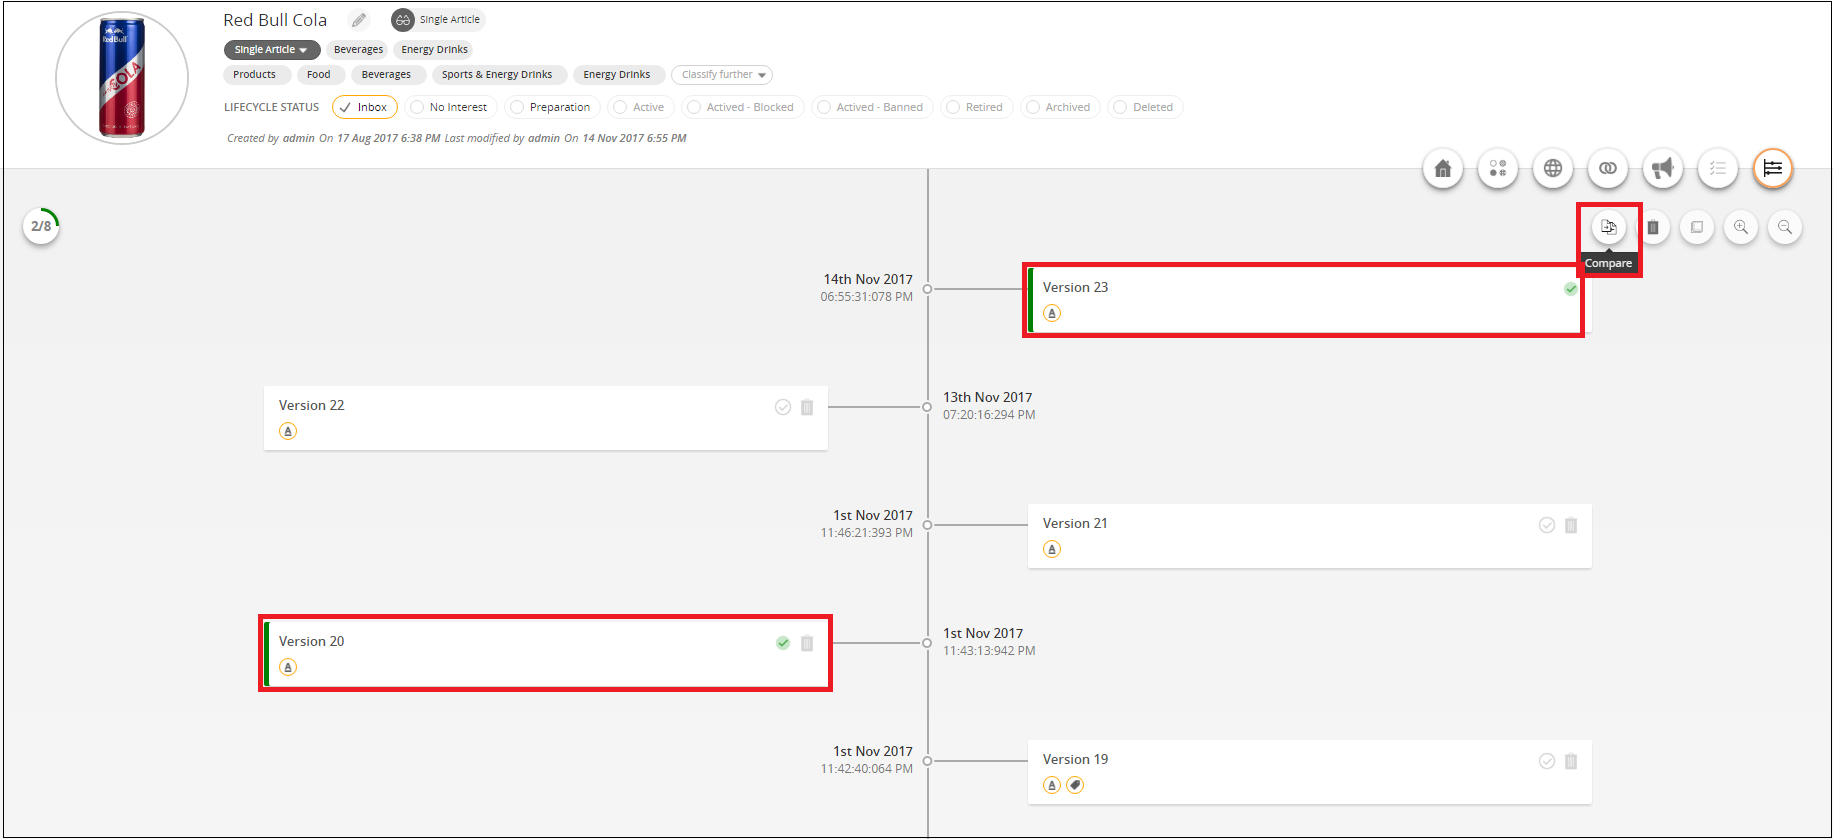 Red Bull Cola
Single Article
Single Article
Beverages
Energy Drinks
Products
Food
Beverages
Sports & Energy Drinks
Energy Drinks
Classify further
LIFECYCLE STATUS
Inbox
No Interest
Preparation
Active
Actived - Blocked
Actived - Banned
Retired
Archived
Deleted
Created by admin On 17 Aug 2017 6:38 PM Last modified by admin On 14 Nov 2017 6:55 PM
RedBull
COLA
2/8
Compare
14th Nov 2017
06:55:31:078 PM
Version 23
A
Version 22
A
13th Nov 2017
07:20:16:294 PM
1st Nov 2017
11:46:21:393 PM
Version 21
A
Version 20
A
1st Nov 2017
11:43:13:942 PM
1st Nov 2017
11:42:40:064 PM
Version 19
A